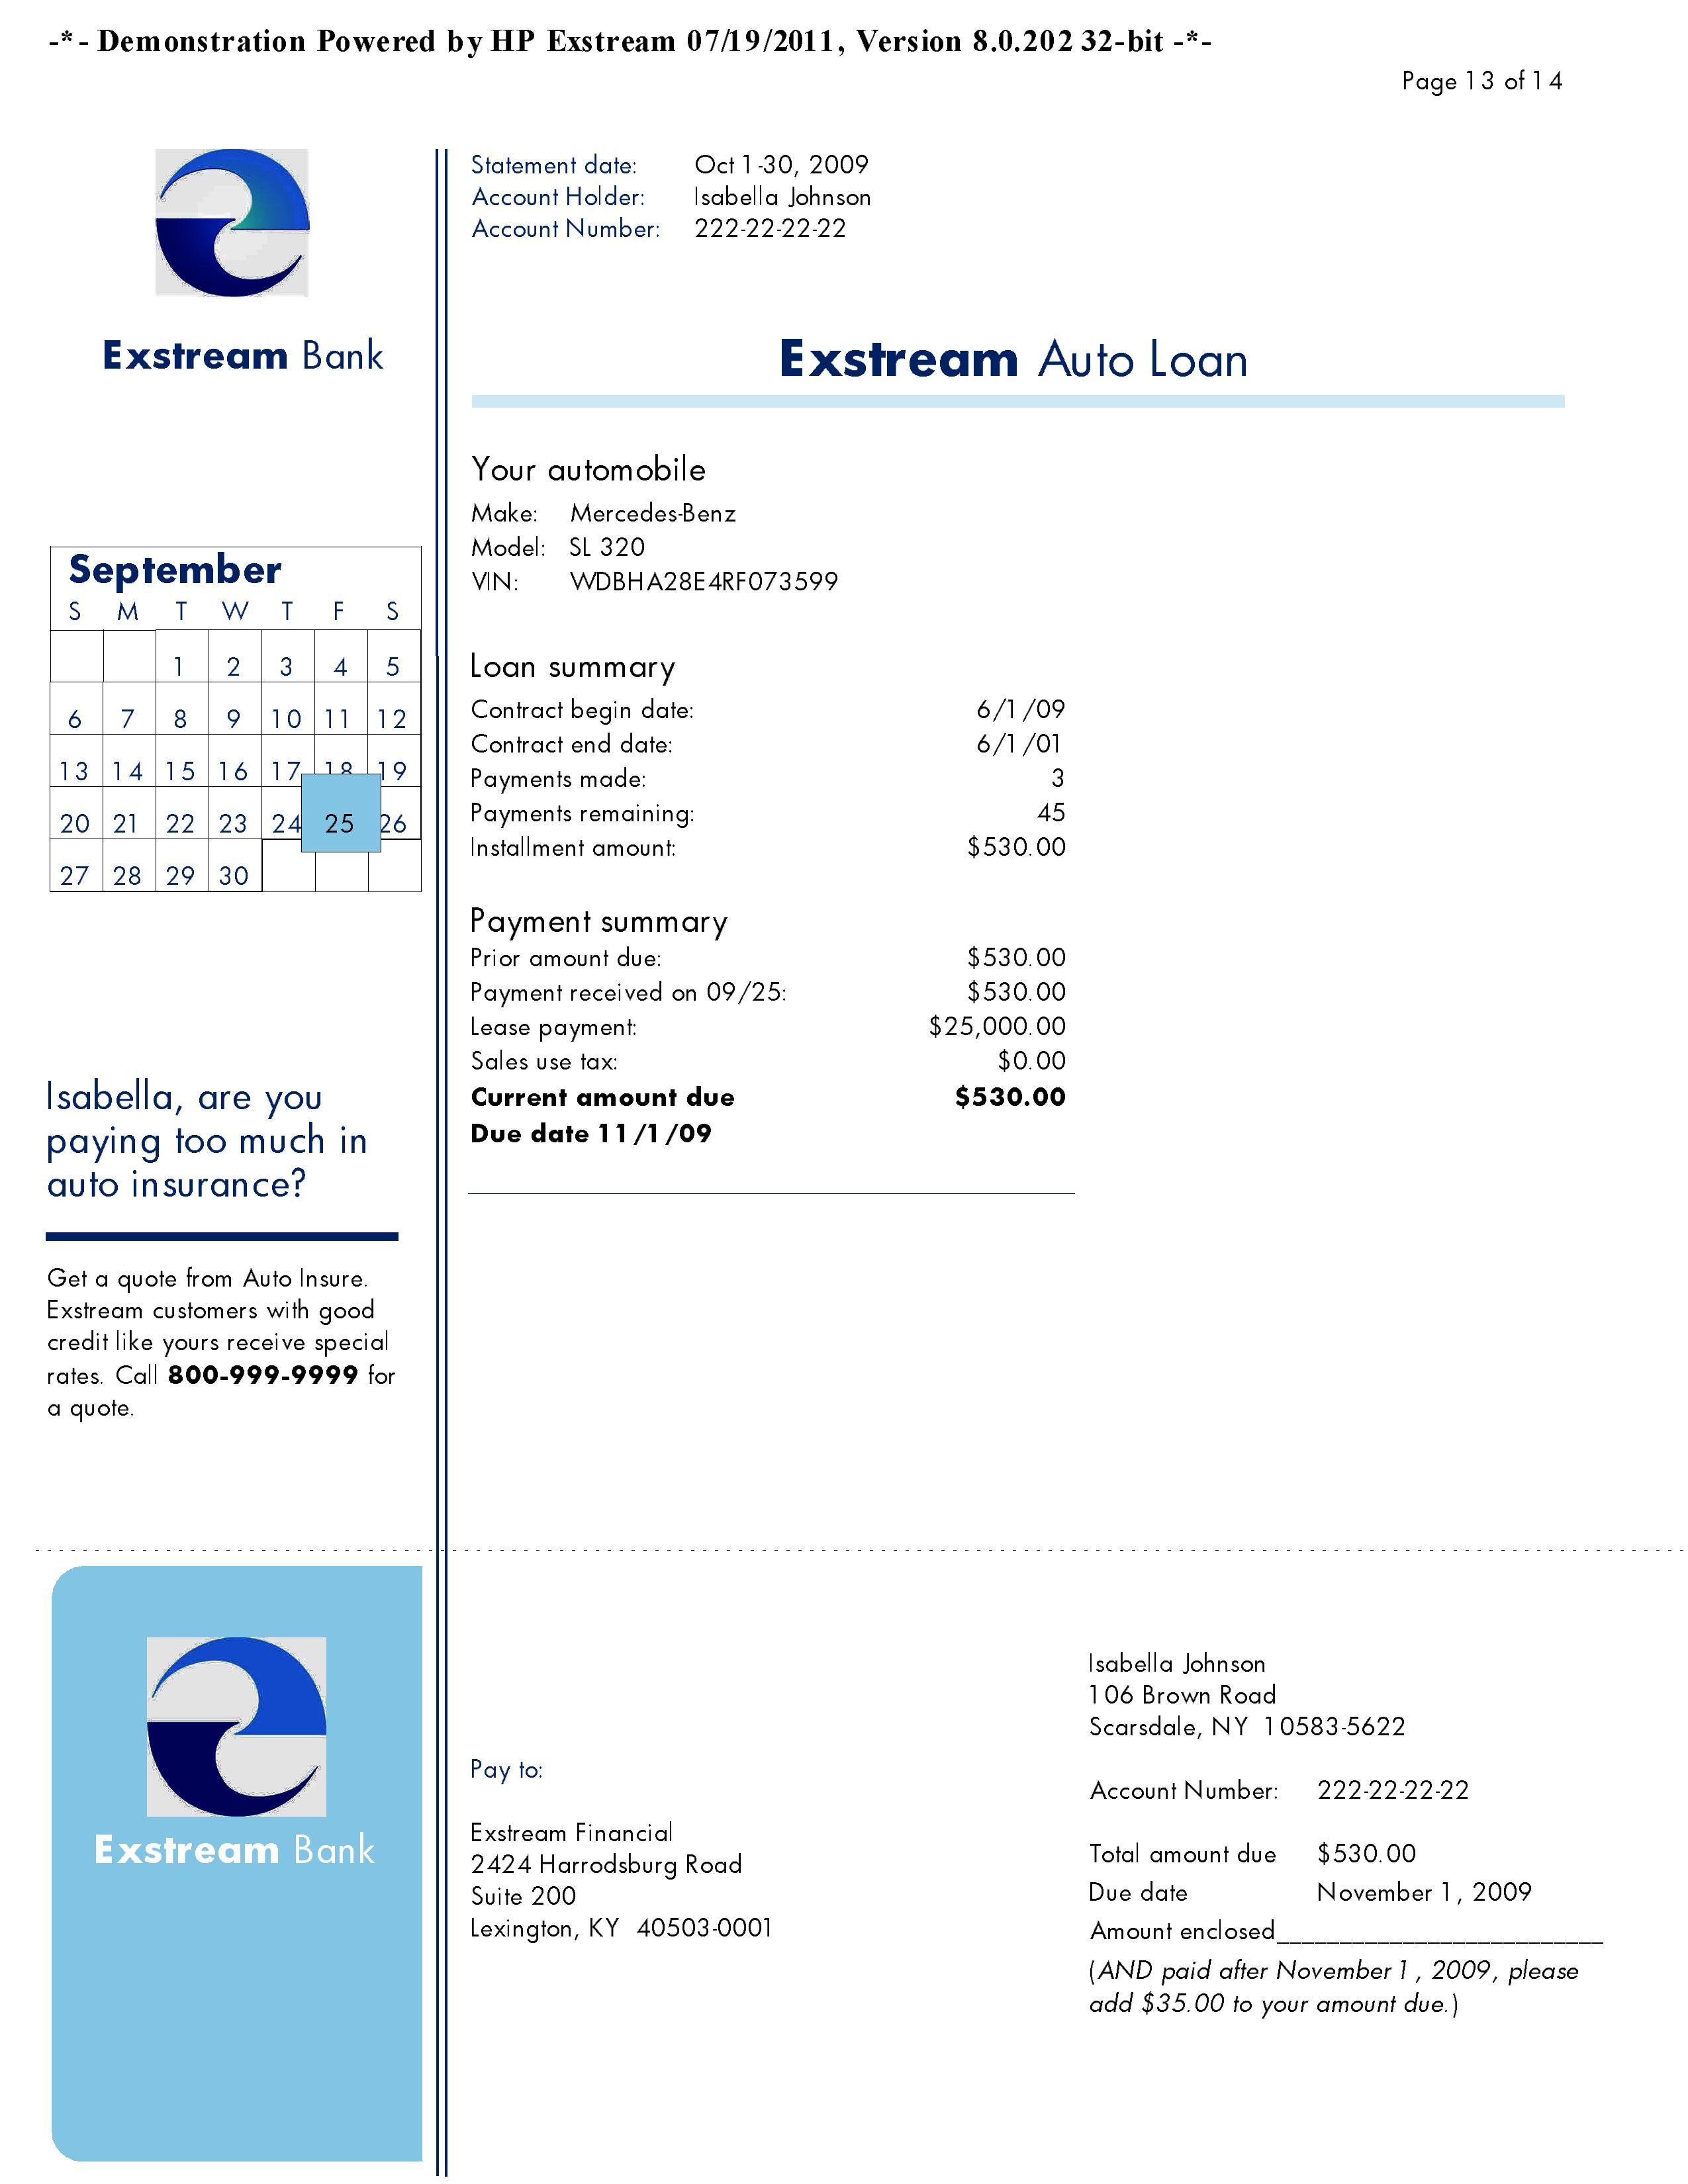 -*- Demonstration Powered by HP Exstream 07/19/2011, Version 8.0.202 32-bit -*-
Page 13 of 14
Statement date: Oct 1-30, 2009
Account Holder: Isabella Johnson
Account Number: 222-22-22-22
Exstream Bank
Exstream Auto Loan
Your automobile
Make: Mercedes-Benz
Model: SL 320
VIN: WDBHA28E4RF073599
September
S M T W T F S
1 2 3 4 5
6 7 8 9 10 11 12
13 14 15 16 17 18 19
20 21 22 23 24 25 26
27 28 29 30
Loan summary
Contract begin date: 6/1/09
Contract end date: 6/1/01
Payments made: 3
Payments remaining: 45
Installment amount: $530.00
Payment summary
Prior amount due: $530.00
Payment received on 09/25: $530.00
Lease payment: $25,000.00
Sales use tax: $0.00
Current amount due $530.00
Due date 11/1/09
Isabella, are you
paying too much in
auto insurance?
Get a quote from Auto Insure.
Exstream customers with good
credit like yours receive special
rates. Call 800-999-9999 for
a quote.
Exstream Bank
Pay to:
Exstream Financial
2424 Harrodsburg Road
Suite 200
Lexington, KY 40503-0001
Isabella Johnson
106 Brown Road
Scarsdale, NY 10583-5622
Account Number: 222-22-22-22
Total amount due $530.00
Due date November 1, 2009
Amount enclosed__________________________
(AND paid after November 1, 2009, please
add $35.00 to your amount due.)